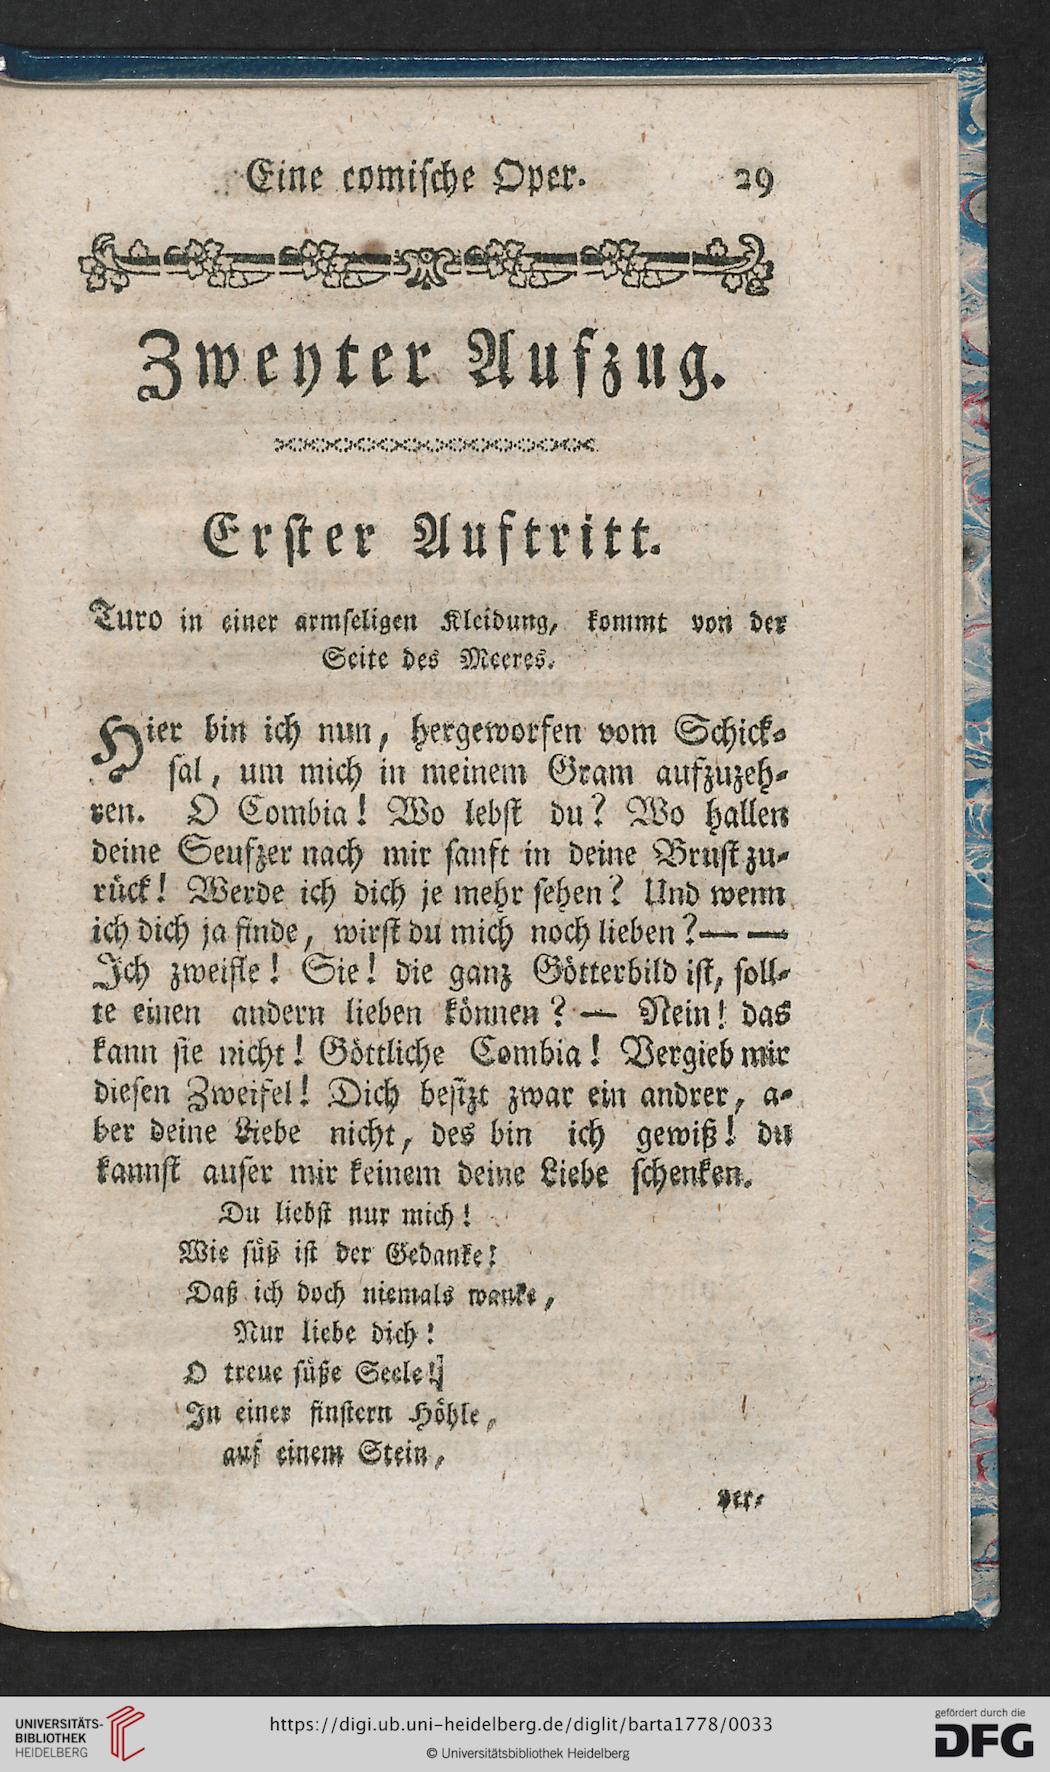 Eine comische Oper. 29
Zweyter Aufzug.
Erster Auftritt.
Turo in einer armseligen Kleidung, kommt von der
Seite des Meeres.
Hier bin ich nun, hergeworfen vom Schick-
sal, um mich in meinem Gram aufzuzeh-
ren. O Combia! Wo lebst du? Wo hallen
deine Seufzer nach mir sanft in deine Brust zu-
rück! Werde ich dich je mehr sehen? Und wenn
ich dich ja finde, wirst du mich noch lieben? — —
Ich zweifle! Sie! die ganz Götterbild ist, soll-
te einen andern lieben können? — Nein! das
kann sie nicht! Göttliche Combia! Vergieb mir
diesen Zweifel! Dich besizt zwar ein andrer, a-
ber deine Liebe nicht, des bin ich gewiß! du
kannst auser mir keinem deine Liebe schenken.
Du liebst nur mich!
Wie süß ist der Gedanke!
Daß ich doch niemals wanke,
Nur liebe dich!
O treue süße Seele!
In einer finstern Höhle,
auf einem Stein,
ver-
UNIVERSITÄTS-
BIBLIOTHEK
HEIDELBERG
https://digi.ub.uni-heidelberg.de/diglit/barta1778/0033
© Universitätsbibliothek Heidelberg
gefördert durch die
DFG